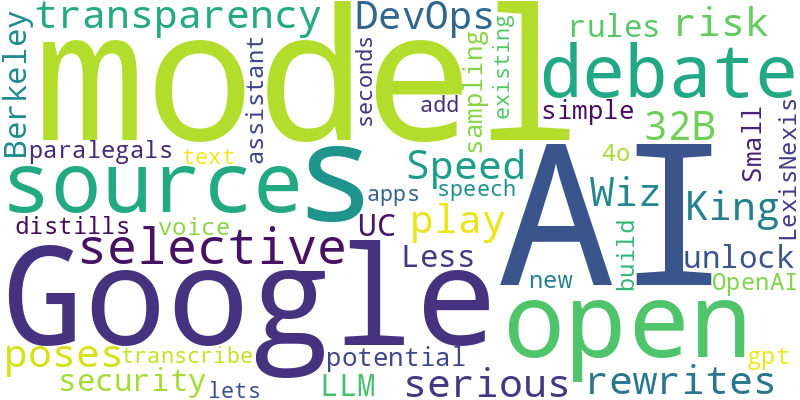 transparency
DevOps
rules
risk
Berkeley
model
assistant
seconds
add
sampling
existing
debate
simple
Small
LexisNexis
paralegals
text
32B
source
s
Speed
4o
Wiz
King
AI
apps
speech
play
distills
voice
UC
selective
Less
unlock
Google
new
build
OpenAI
open
poses
transcribe
potential
gpt
security
lets
LLM
serious
rewrites